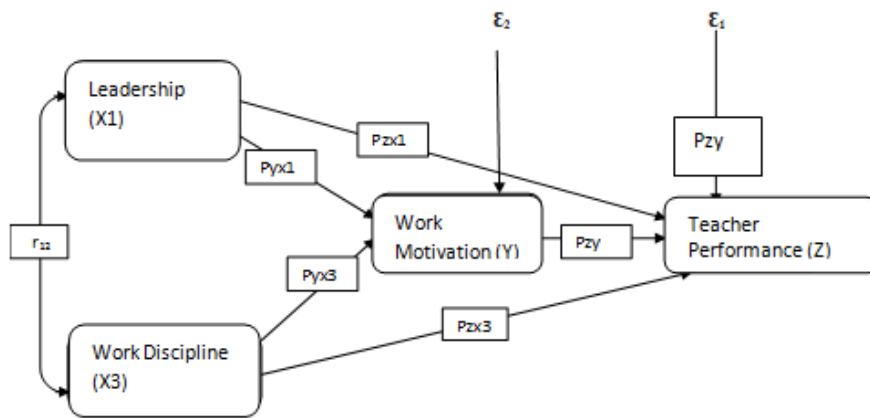 ε₂
ε₁
Leadership
(X1)
Pzx1
Pzy
Pyx1
Work
Motivation (Y)
Pzy
Teacher
Performance (Z)
r₁₂
Pyx3
Pzx3
Work Discipline
(X3)